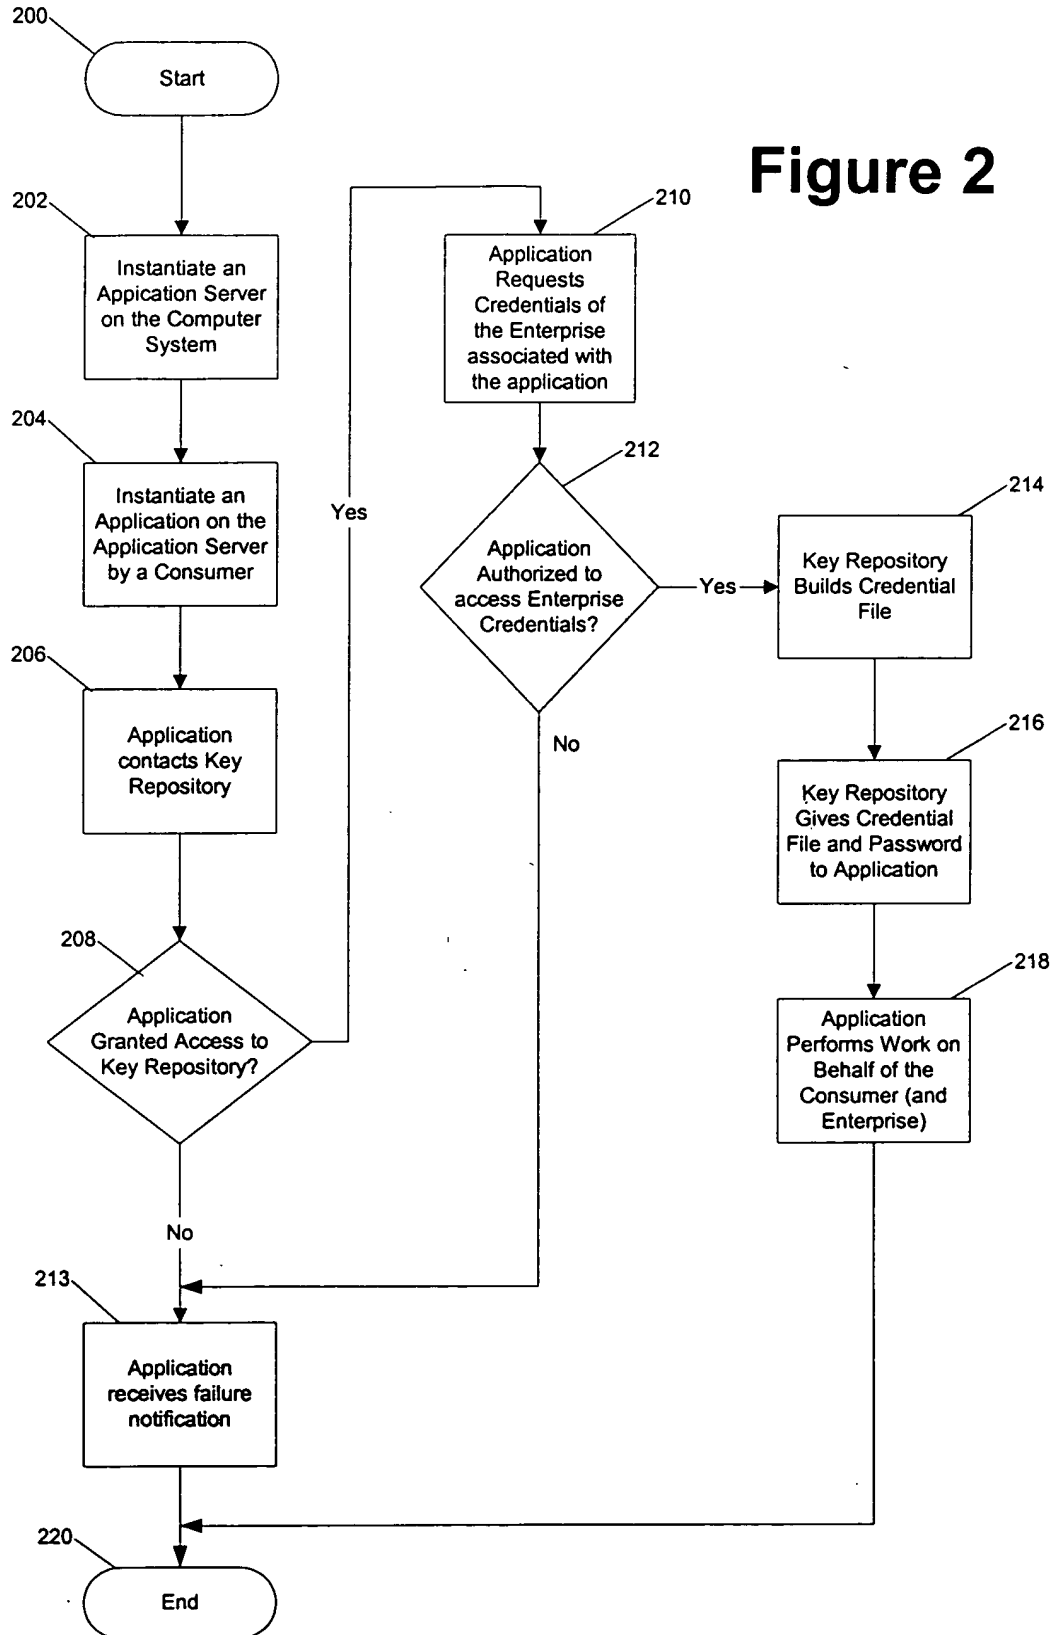 Figure 2
200
Start
202
Instantiate an
Appication Server
on the Computer
System
204
Instantiate an
Application on the
Application Server
by a Consumer
206
Application
contacts Key
Repository
208
Application
Granted Access to
Key Repository?
Yes
No
210
Application
Requests
Credentials of
the Enterprise
associated with
the application
212
Application
Authorized to
access Enterprise
Credentials?
Yes
No
213
Application
receives failure
notification
214
Key Repository
Builds Credential
File
216
Key Repository
Gives Credential
File and Password
to Application
218
Application
Performs Work on
Behalf of the
Consumer (and
Enterprise)
220
End